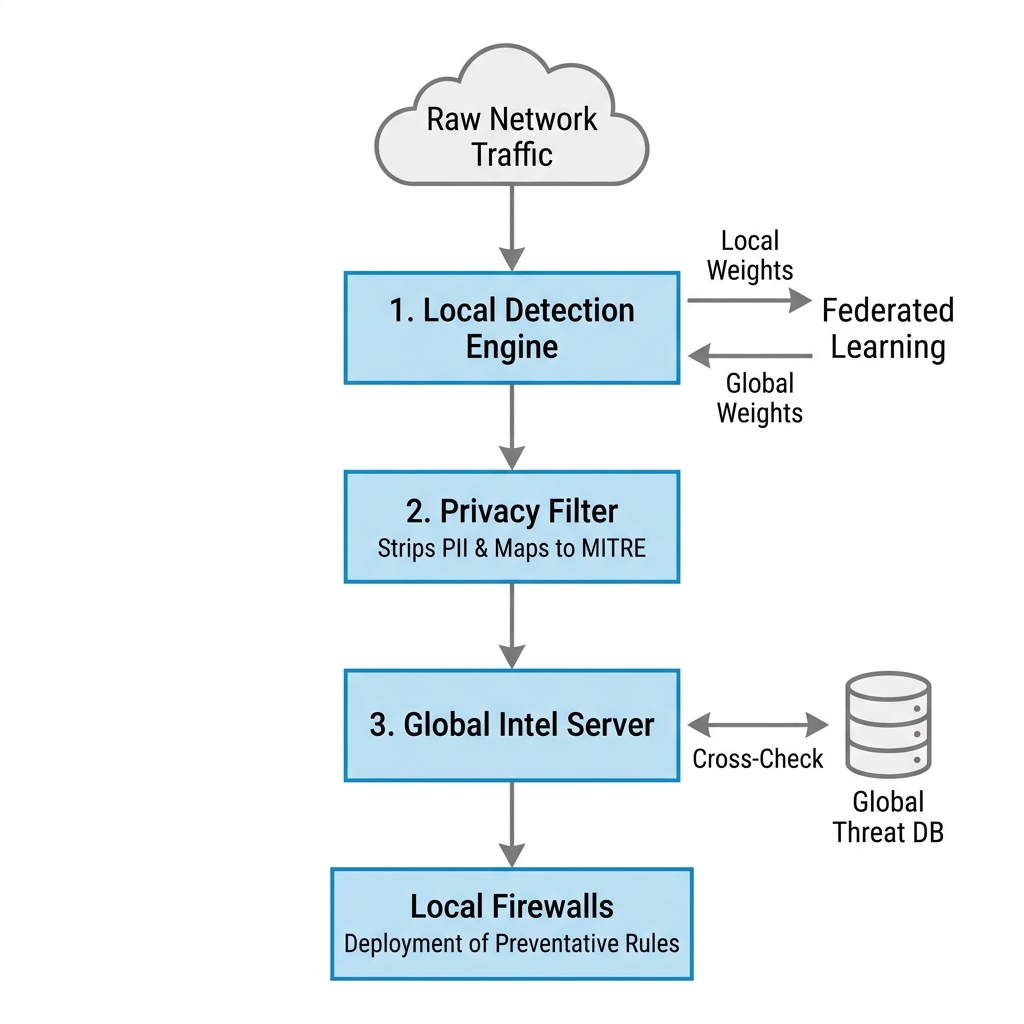 Raw Network
Traffic
Local
Weights
1. Local Detection
Engine
Federated
Learning
Global
Weights
2. Privacy Filter
Strips PII & Maps to MITRE
3. Global Intel Server
Cross-Check
Global
Threat DB
Local Firewalls
Deployment of Preventative Rules